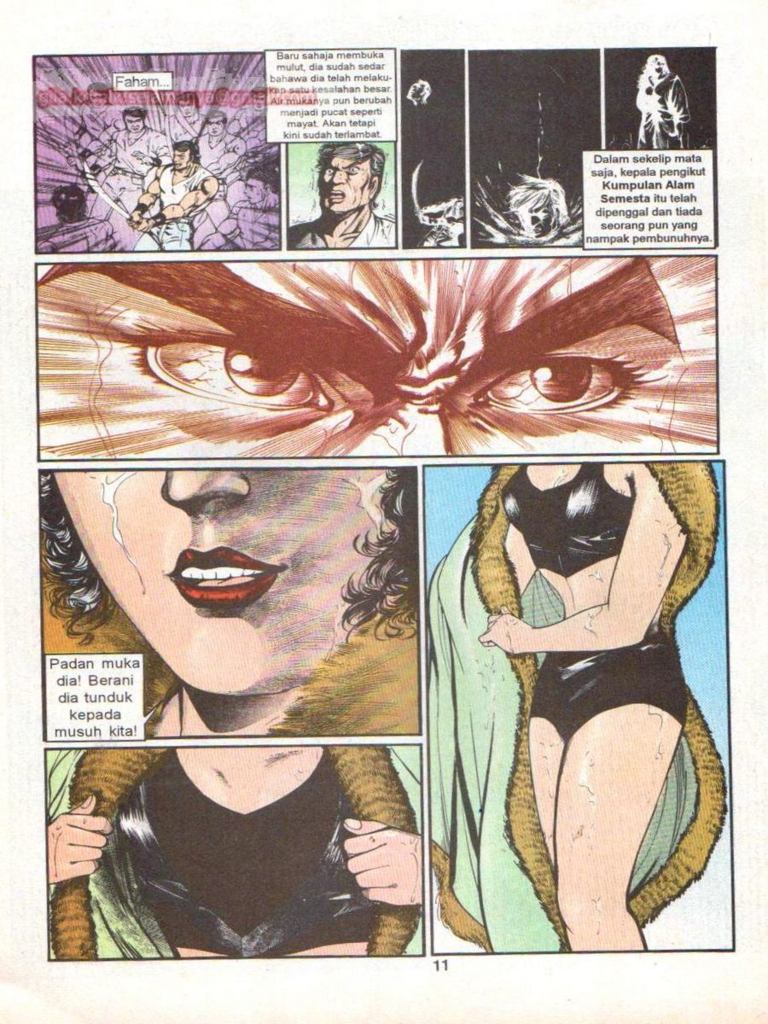 Faham...
Baru sahaja membuka
mulut, dia sudah sedar
bahawa dia telah melaku-
kan satu kesalahan besar.
Air mukanya pun berubah
menjadi pucat seperti
mayat. Akan tetapi
kini sudah terlambat.
Dalam sekelip mata
saja, kepala pengikut
Kumpulan Alam
Semesta itu telah
dipenggal dan tiada
seorang pun yang
nampak pembunuhnya.
Padan muka
dia! Berani
dia tunduk
kepada
musuh kita!
11